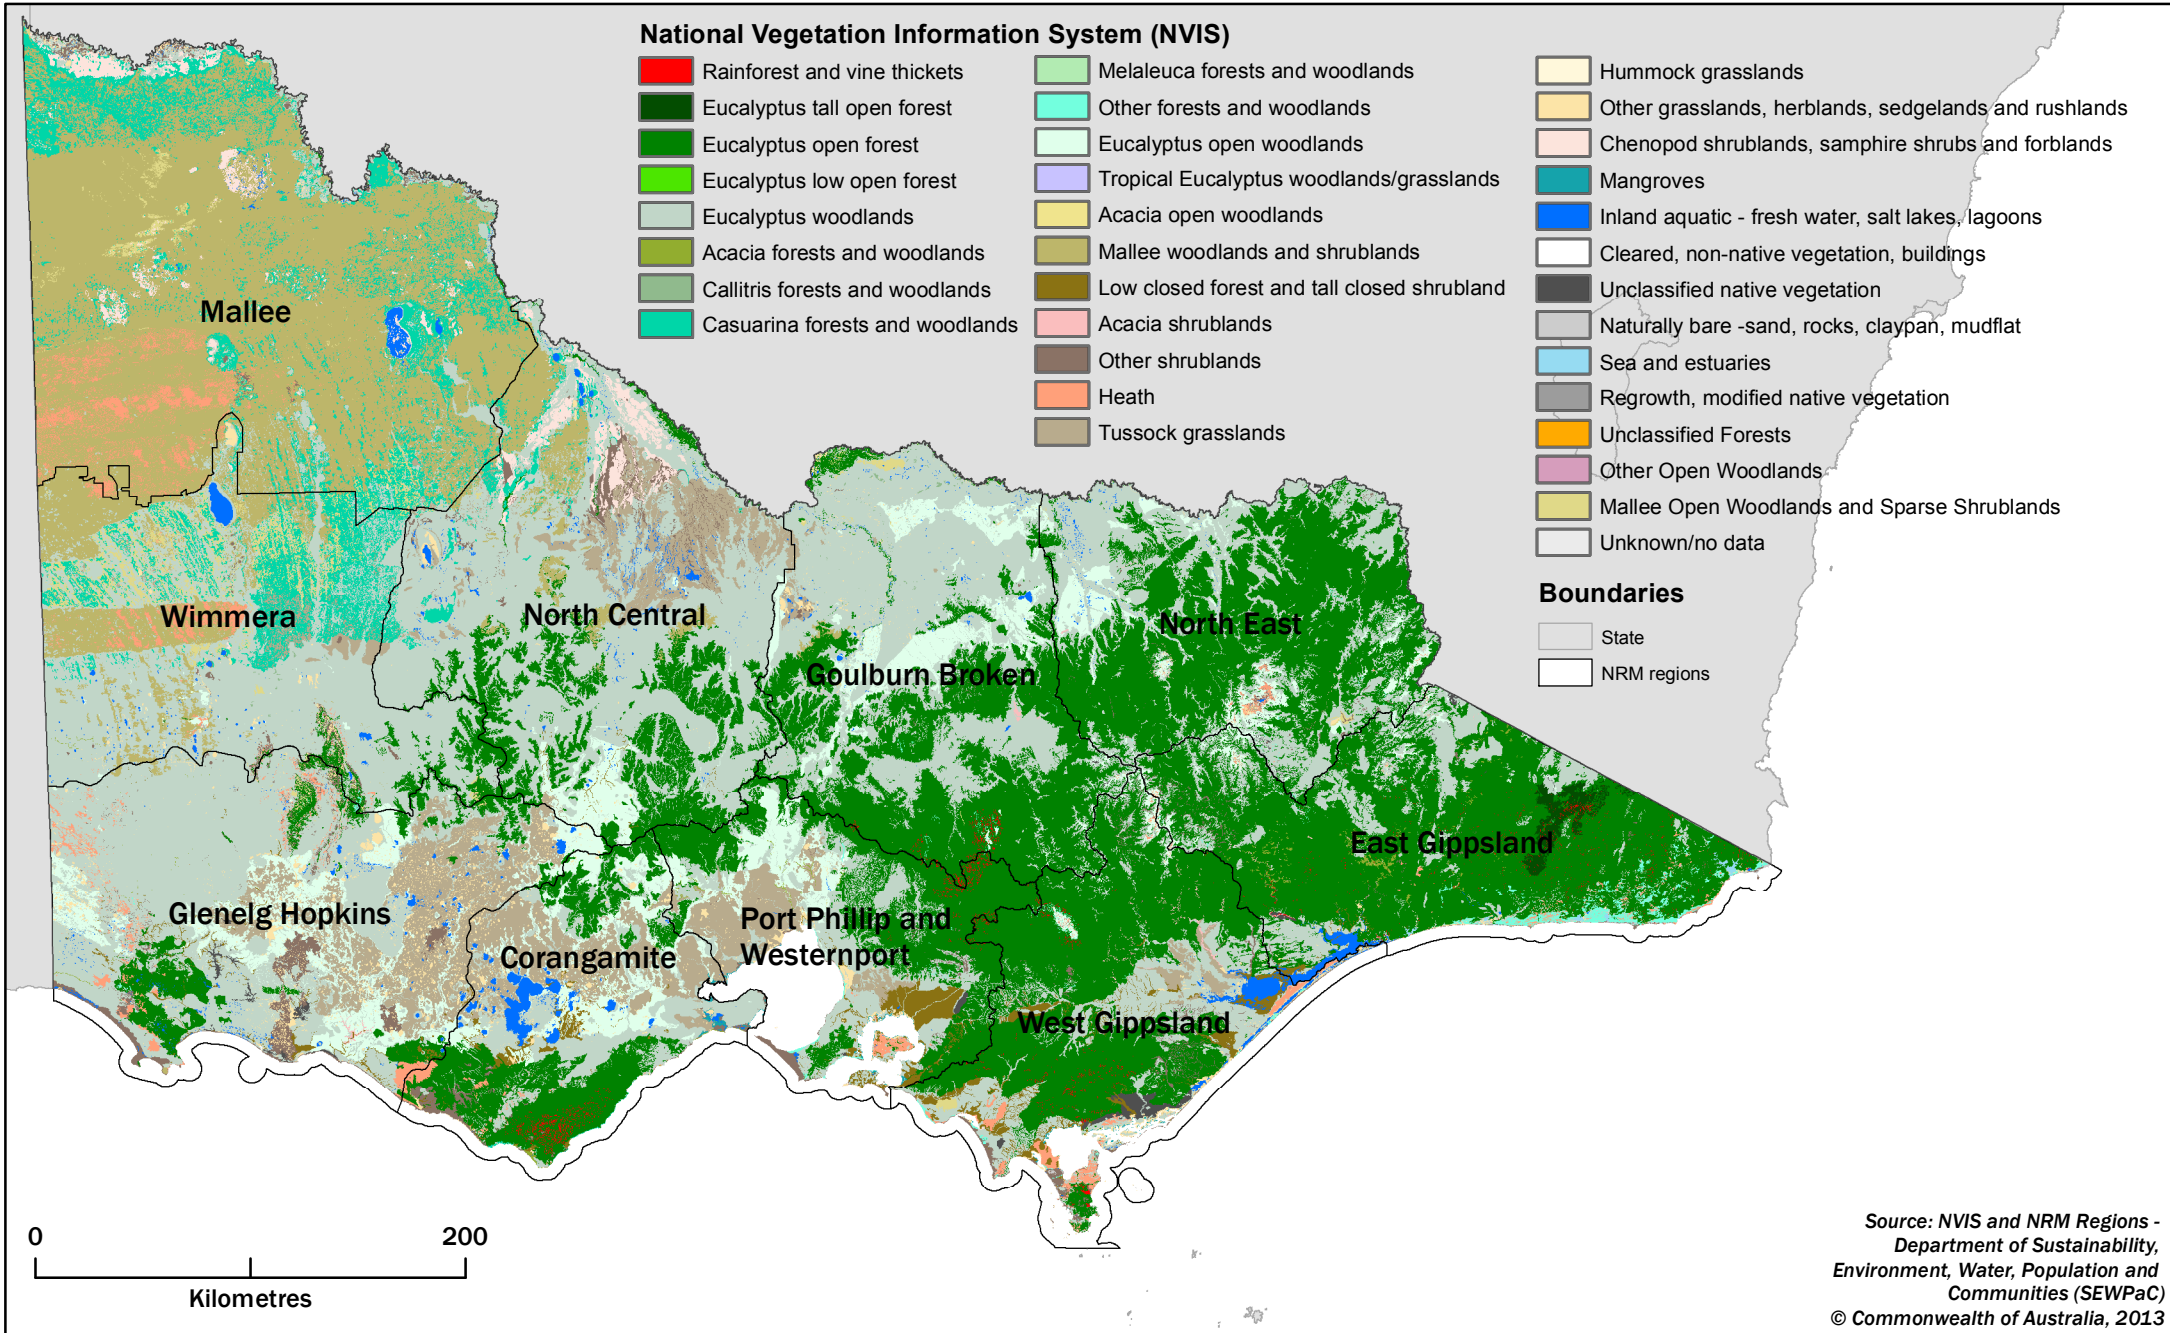 National Vegetation Information System (NVIS)
Rainforest and vine thickets
Eucalyptus tall open forest
Eucalyptus open forest
Eucalyptus low open forest
Eucalyptus woodlands
Acacia forests and woodlands
Callitris forests and woodlands
Casuarina forests and woodlands
Melaleuca forests and woodlands
Other forests and woodlands
Eucalyptus open woodlands
Tropical Eucalyptus woodlands/grasslands
Acacia open woodlands
Mallee woodlands and shrublands
Low closed forest and tall closed shrubland
Acacia shrublands
Other shrublands
Heath
Tussock grasslands
Hummock grasslands
Other grasslands, herblands, sedgelands and rushlands
Chenopod shrublands, samphire shrubs and forblands
Mangroves
Inland aquatic - fresh water, salt lakes, lagoons
Cleared, non-native vegetation, buildings
Unclassified native vegetation
Naturally bare -sand, rocks, claypan, mudflat
Sea and estuaries
Regrowth, modified native vegetation
Unclassified Forests
Other Open Woodlands
Mallee Open Woodlands and Sparse Shrublands
Unknown/no data
Boundaries
State
NRM regions
Mallee
Wimmera
North Central
North East
Goulburn Broken
East Gippsland
Glenelg Hopkins
Corangamite
Port Phillip and
Westernport
West Gippsland
0
200
Kilometres
Source: NVIS and NRM Regions -
Department of Sustainability,
Environment, Water, Population and
Communities (SEWPaC)
© Commonwealth of Australia, 2013